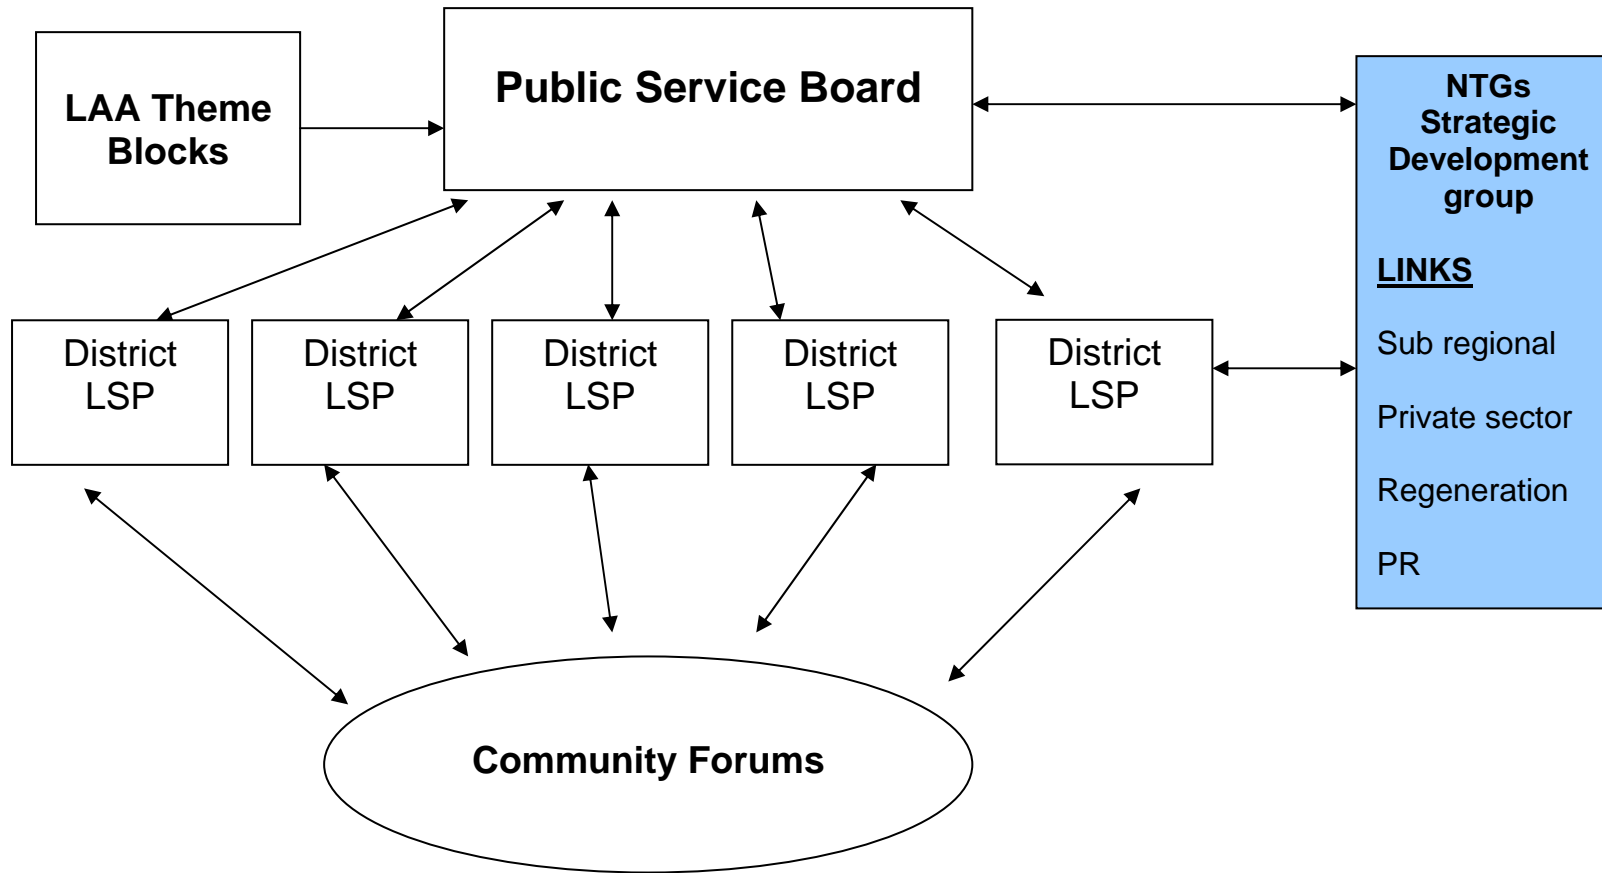 LAA Theme
Blocks
Public Service Board
NTGs
Strategic
Development
group
LINKS
Sub regional
Private sector
Regeneration
PR
District
LSP
District
LSP
District
LSP
District
LSP
District
LSP
Community Forums